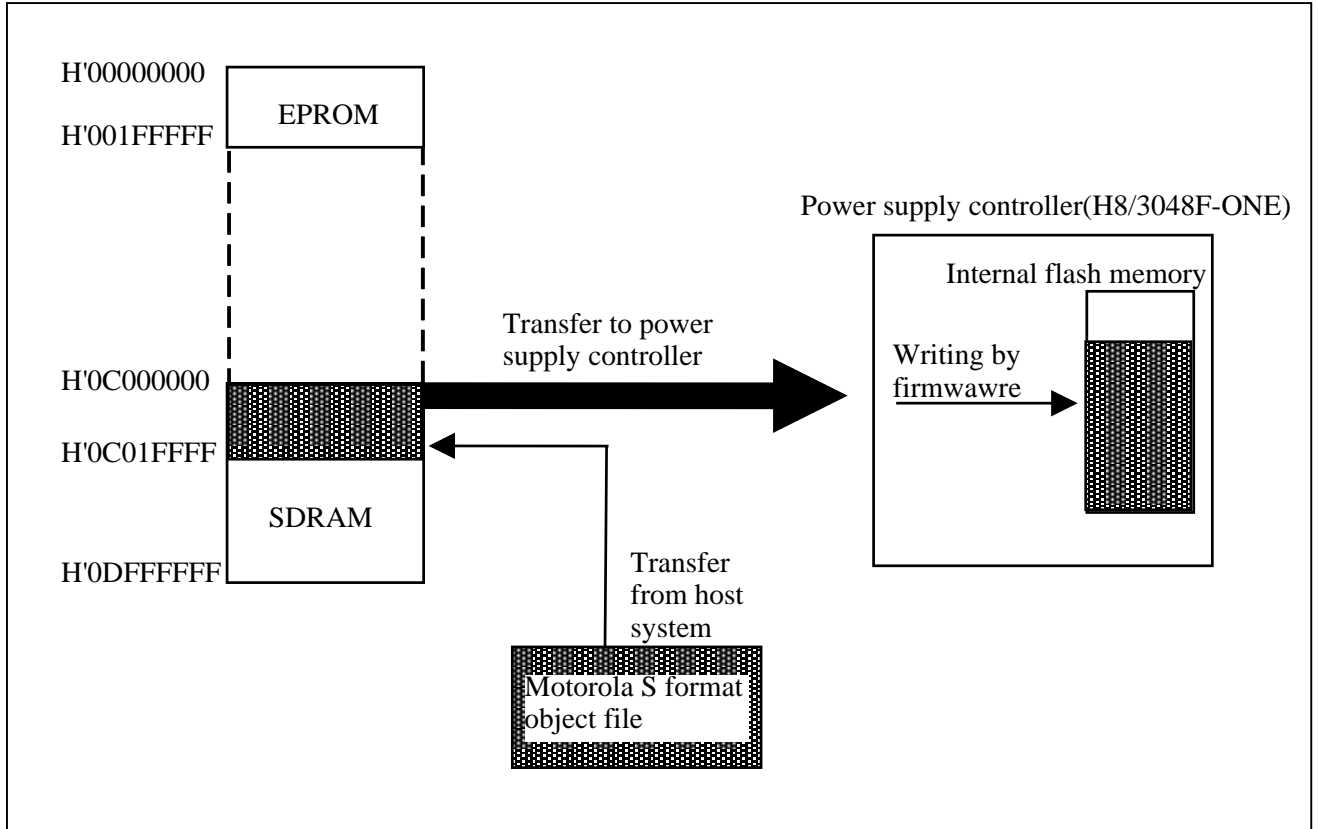 H'00000000
EPROM
H'001FFFFF
Power supply controller(H8/3048F-ONE)
Internal flash memory
Transfer to power
supply controller
Writing by
firmwawre
H'0C000000
H'0C01FFFF
SDRAM
H'0DFFFFFF
Transfer
from host
system
Motorola S format
object file